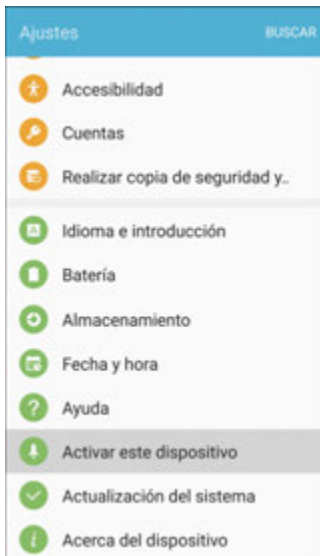 Ajustes
BUSCAR
Accesibilidad
Cuentas
Realizar copia de seguridad y..
Idioma e introducción
Batería
Almacenamiento
Fecha y hora
Ayuda
Activar este dispositivo
Actualización del sistema
Acerca del dispositivo